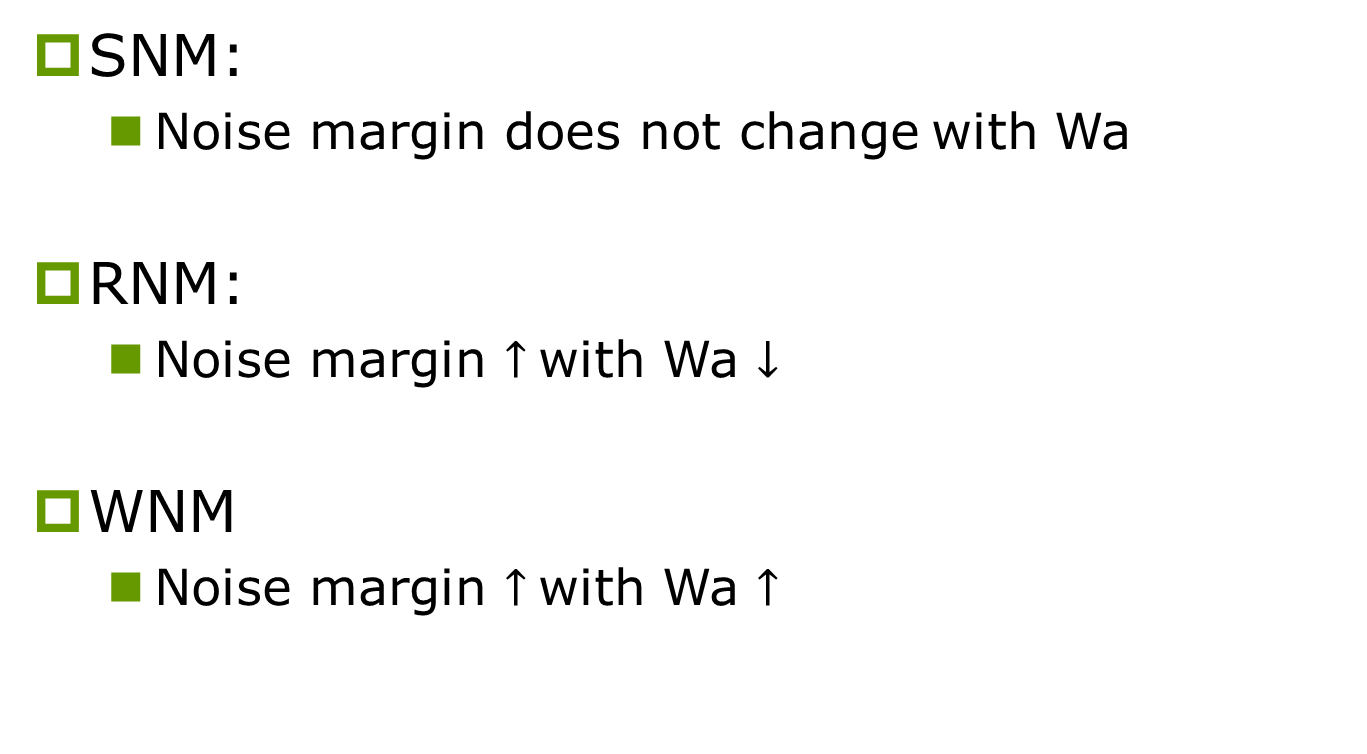 SNM:
Noise margin does not change with Wa
RNM:
Noise margin ↑ with Wa ↓
WNM
Noise margin ↑ with Wa ↑